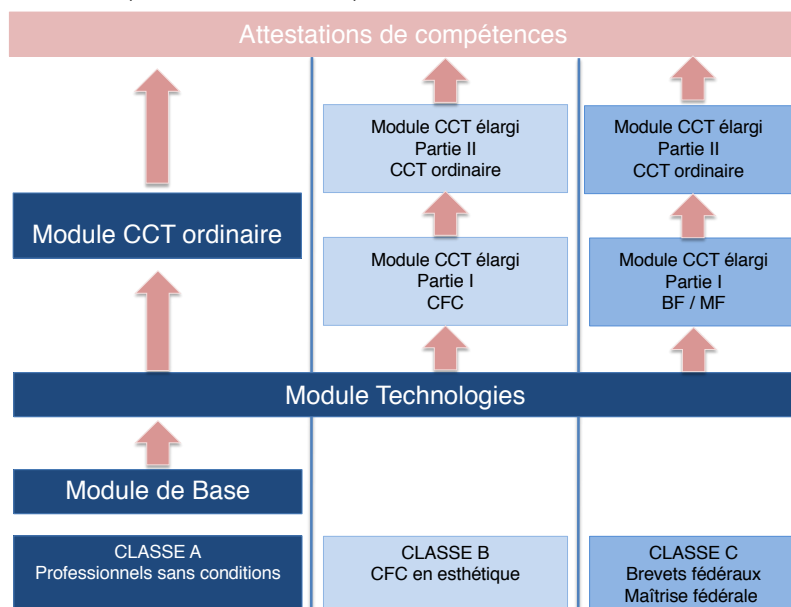 Attestations de compétences
Module CCT élargi
Partie II
CCT ordinaire
Module CCT élargi
Partie II
CCT ordinaire
Module CCT ordinaire
Module CCT élargi
Partie I
CFC
Module CCT élargi
Partie I
BF / MF
Module Technologies
Module de Base
CLASSE A
Professionnels sans conditions
CLASSE B
CFC en esthétique
CLASSE C
Brevets fédéraux
Maîtrise fédérale